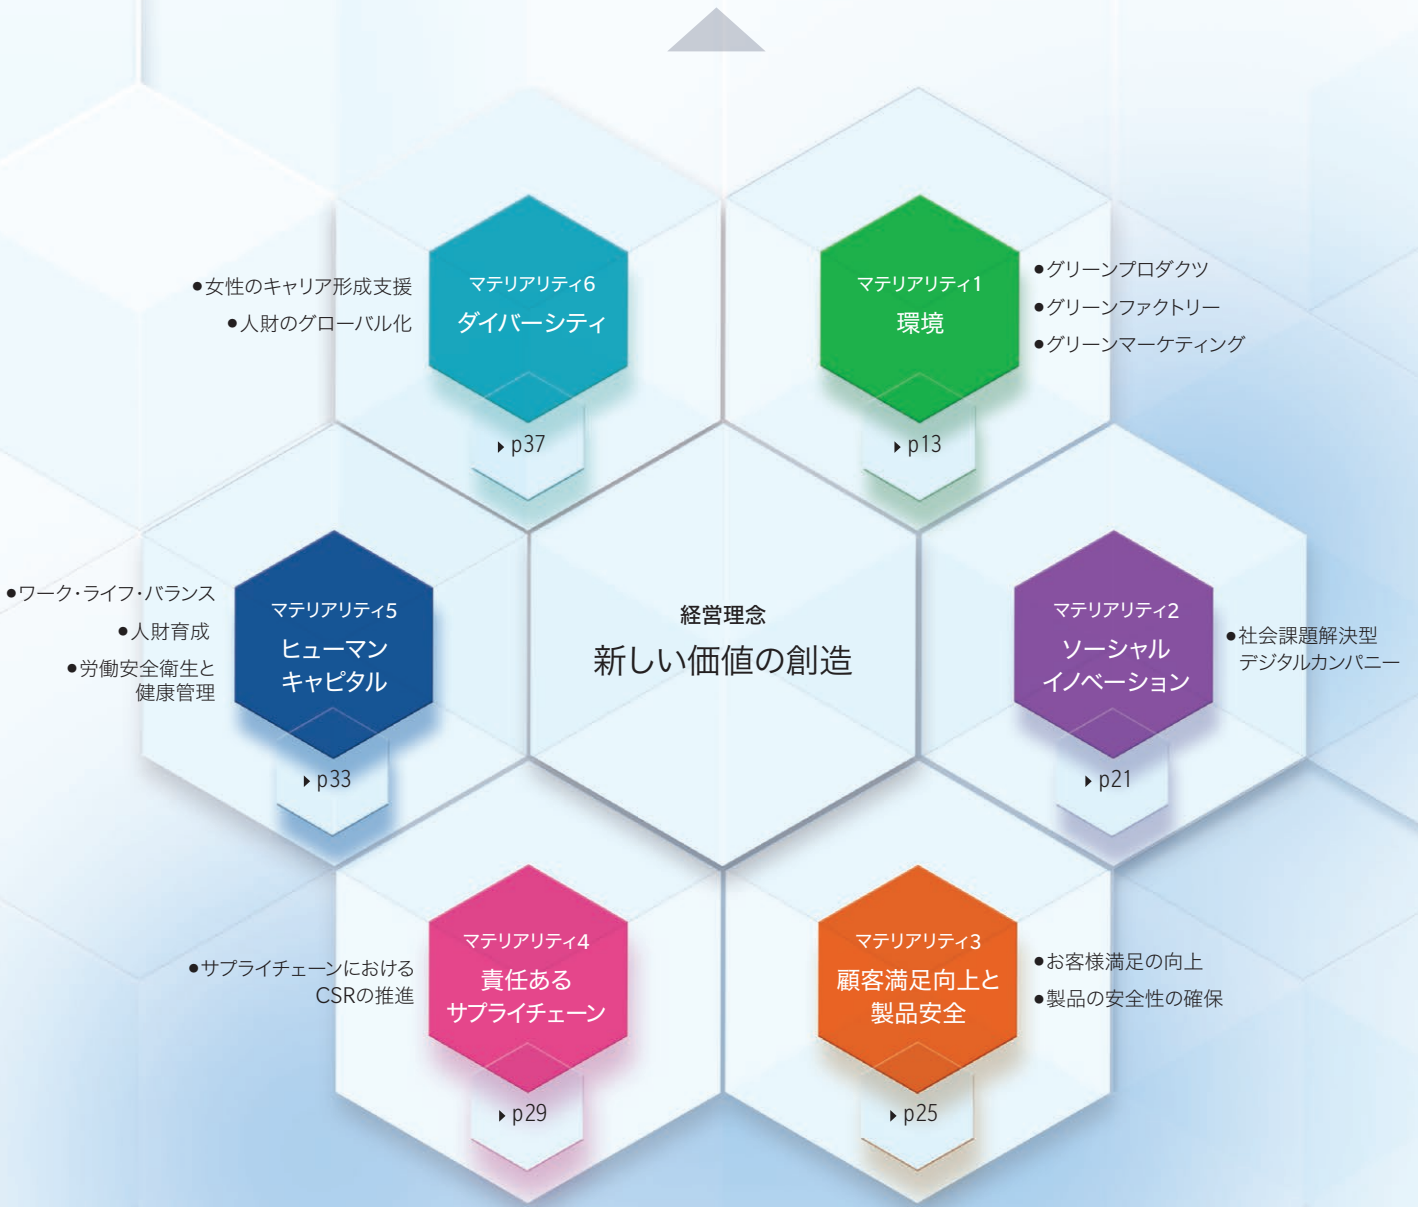 マテリアリティ6
ダイバーシティ
●女性のキャリア形成支援
●人財のグローバル化
▸ p37
マテリアリティ1
環境
●グリーンプロダクツ
●グリーンファクトリー
●グリーンマーケティング
▸ p13
マテリアリティ5
ヒューマン
キャピタル
●ワーク・ライフ・バランス
●人財育成
●労働安全衛生と
健康管理
▸ p33
経営理念
新しい価値の創造
マテリアリティ2
ソーシャル
イノベーション
●社会課題解決型
デジタルカンパニー
▸ p21
マテリアリティ4
責任ある
サプライチェーン
●サプライチェーンにおける
CSRの推進
▸ p29
マテリアリティ3
顧客満足向上と
製品安全
●お客様満足の向上
●製品の安全性の確保
▸ p25